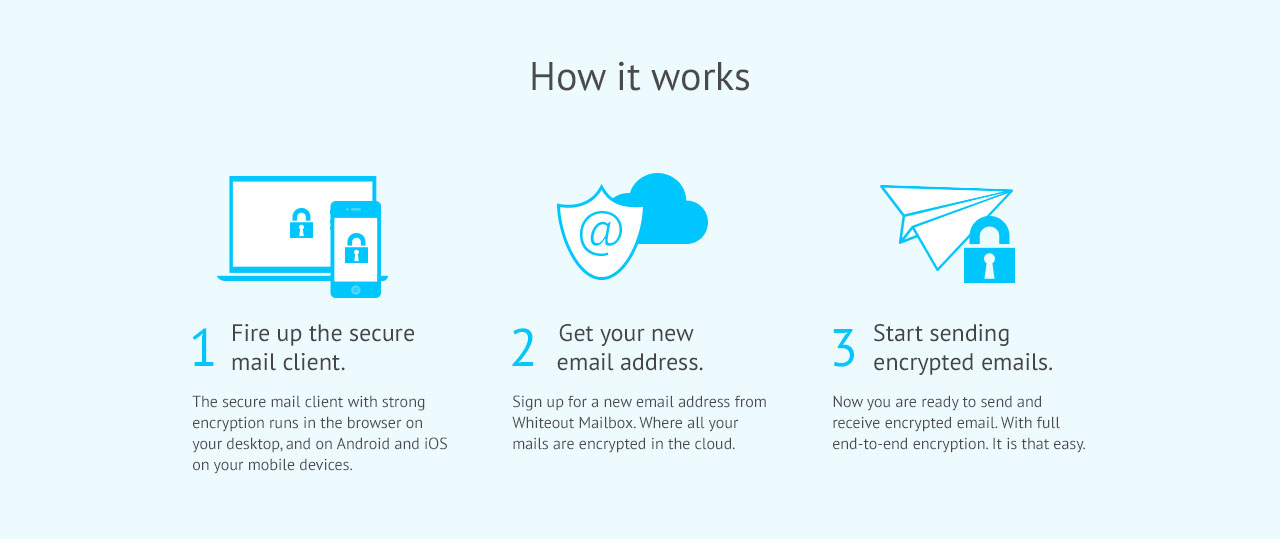 How it works
@
1
Fire up the secure
mail client.
The secure mail client with strong
encryption runs in the browser on
your desktop, and on Android and iOS
on your mobile devices.
2
Get your new
email address.
Sign up for a new email address from
Whiteout Mailbox. Where all your
mails are encrypted in the cloud.
3
Start sending
encrypted emails.
Now you are ready to send and
receive encrypted email. With full
end-to-end encryption. It is that easy.